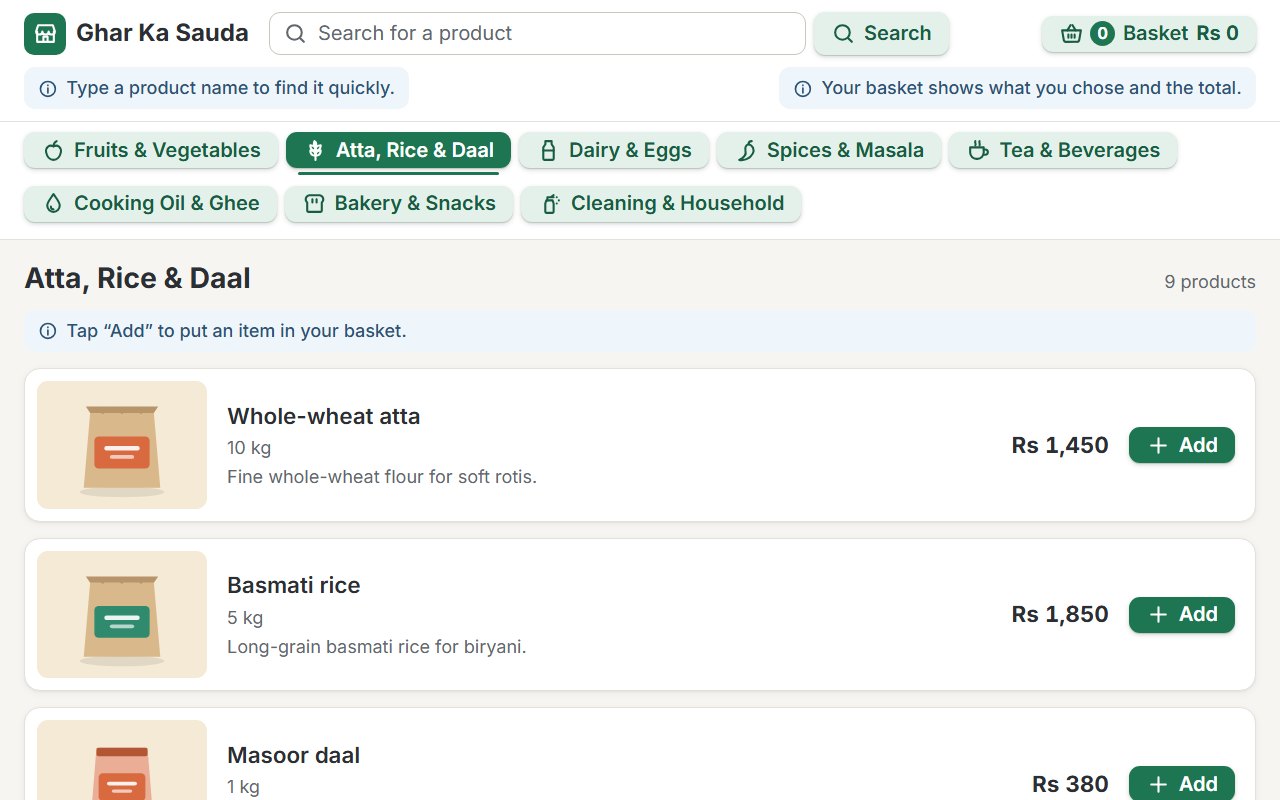 Ghar Ka Sauda
Search for a product
Search
0 Basket Rs 0
Type a product name to find it quickly.
Your basket shows what you chose and the total.
Fruits & Vegetables
Atta, Rice & Daal
Dairy & Eggs
Spices & Masala
Tea & Beverages
Cooking Oil & Ghee
Bakery & Snacks
Cleaning & Household
Atta, Rice & Daal
9 products
Tap “Add” to put an item in your basket.
Whole-wheat atta
10 kg
Fine whole-wheat flour for soft rotis.
Rs 1,450
Add
Basmati rice
5 kg
Long-grain basmati rice for biryani.
Rs 1,850
Add
Masoor daal
1 kg
Rs 380
Add